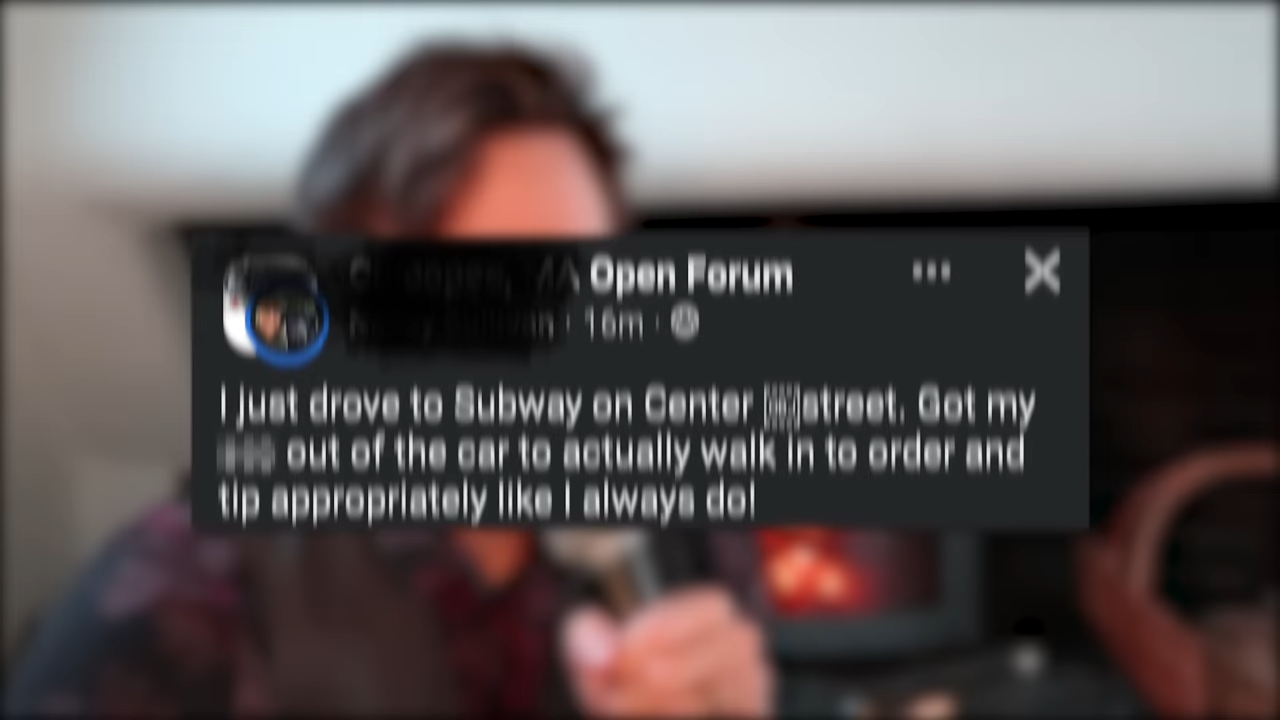 Open Forum
16m
I just drove to Subway on Center street. Got my
out of the car to actually walk in to order and
tip appropriately like I always do!